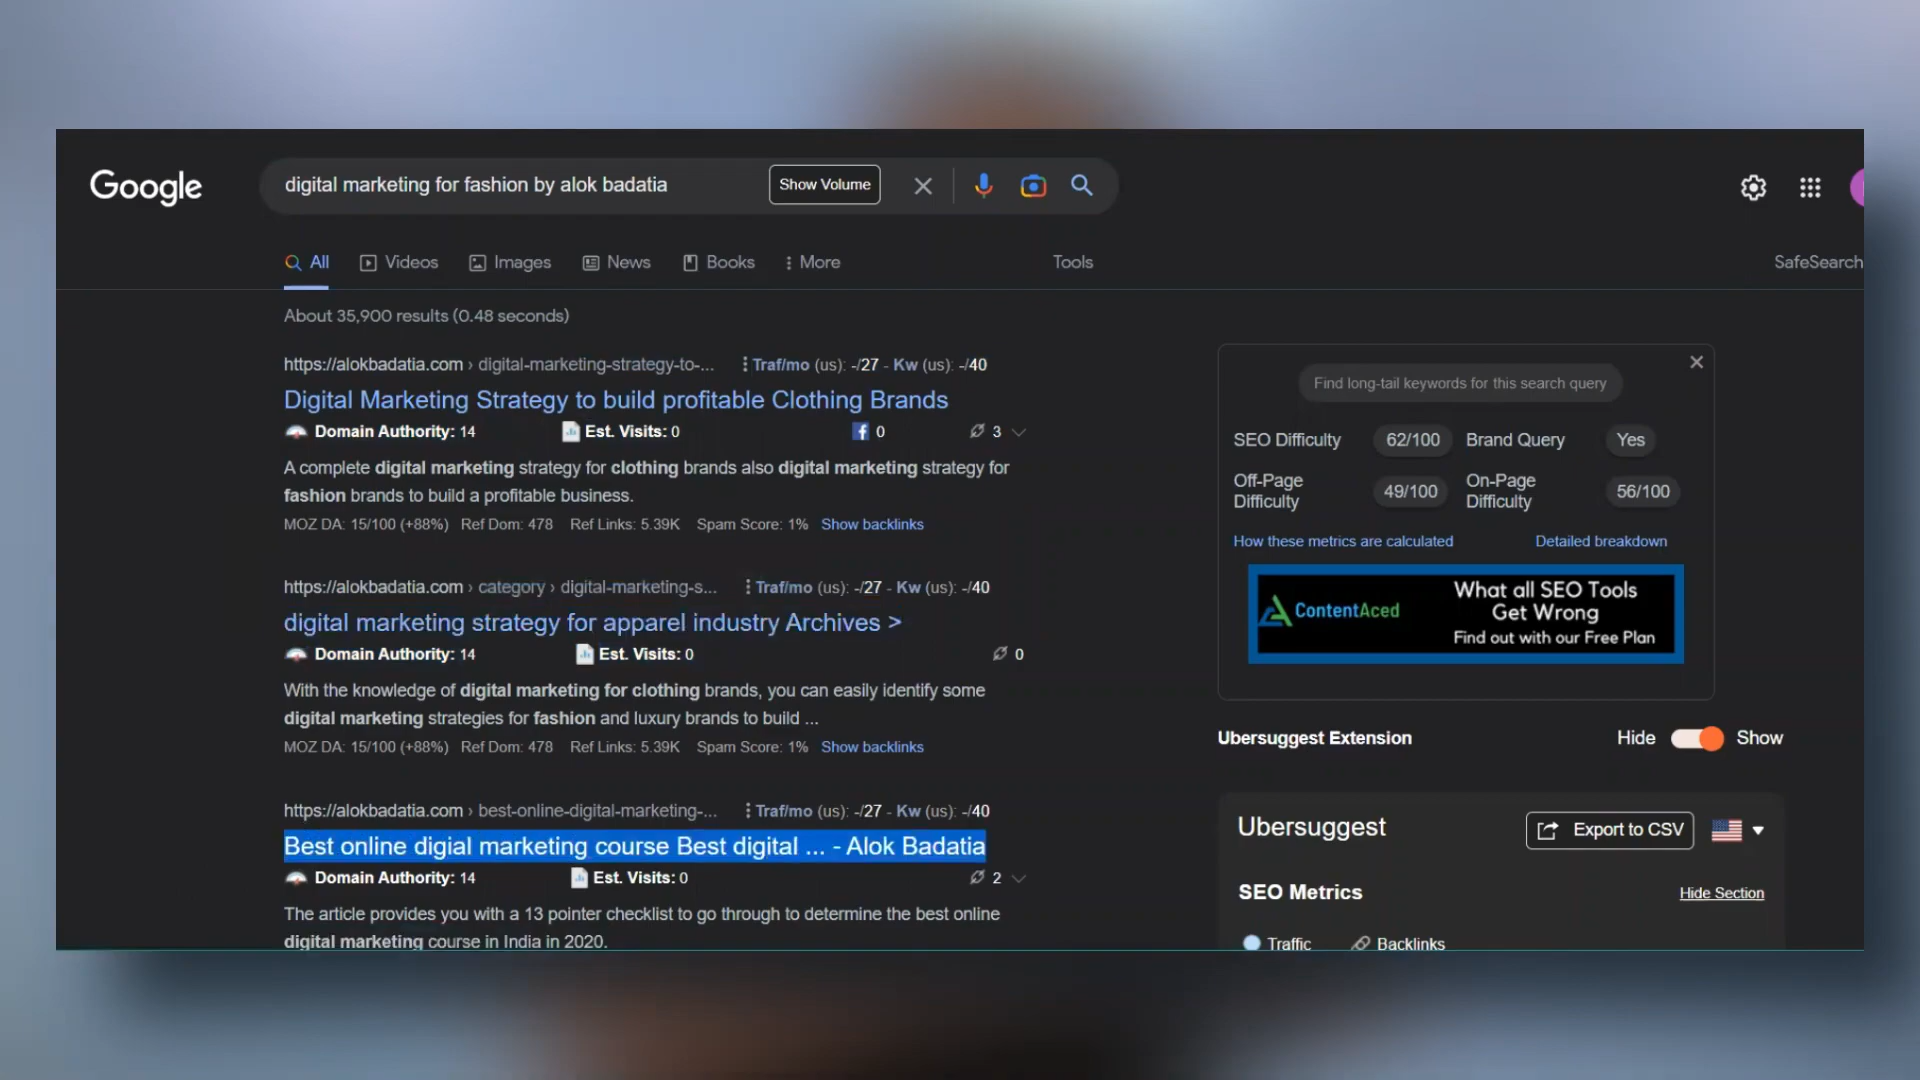 Google
digital marketing for fashion by alok badatia
Show Volume
All
Videos
Images
News
Books
More
Tools
SafeSearch
About 35,900 results (0.48 seconds)
https://alokbadatia.com › digital-marketing-strategy-to-... Traf/mo (us): -/27 - Kw (us): -/40
Digital Marketing Strategy to build profitable Clothing Brands
Domain Authority: 14 Est. Visits: 0 0 3
A complete digital marketing strategy for clothing brands also digital marketing strategy for
fashion brands to build a profitable business.
MOZ DA: 15/100 (+88%) Ref Dom: 478 Ref Links: 5.39K Spam Score: 1% Show backlinks
https://alokbadatia.com › category › digital-marketing-s... Traf/mo (us): -/27 - Kw (us): -/40
digital marketing strategy for apparel industry Archives >
Domain Authority: 14 Est. Visits: 0 0
With the knowledge of digital marketing for clothing brands, you can easily identify some
digital marketing strategies for fashion and luxury brands to build ...
MOZ DA: 15/100 (+88%) Ref Dom: 478 Ref Links: 5.39K Spam Score: 1% Show backlinks
https://alokbadatia.com › best-online-digital-marketing-... Traf/mo (us): -/27 - Kw (us): -/40
Best online digial marketing course Best digital ... - Alok Badatia
Domain Authority: 14 Est. Visits: 0 2
The article provides you with a 13 pointer checklist to go through to determine the best online
digital marketing course in India in 2020.
Find long-tail keywords for this search query
SEO Difficulty 62/100 Brand Query Yes
Off-Page
Difficulty
49/100
On-Page
Difficulty
56/100
How these metrics are calculated
Detailed breakdown
ContentAced
What all SEO Tools
Get Wrong
Find out with our Free Plan
Ubersuggest Extension
Hide Show
Ubersuggest
Export to CSV
SEO Metrics
Hide Section
Traffic
Backlinks